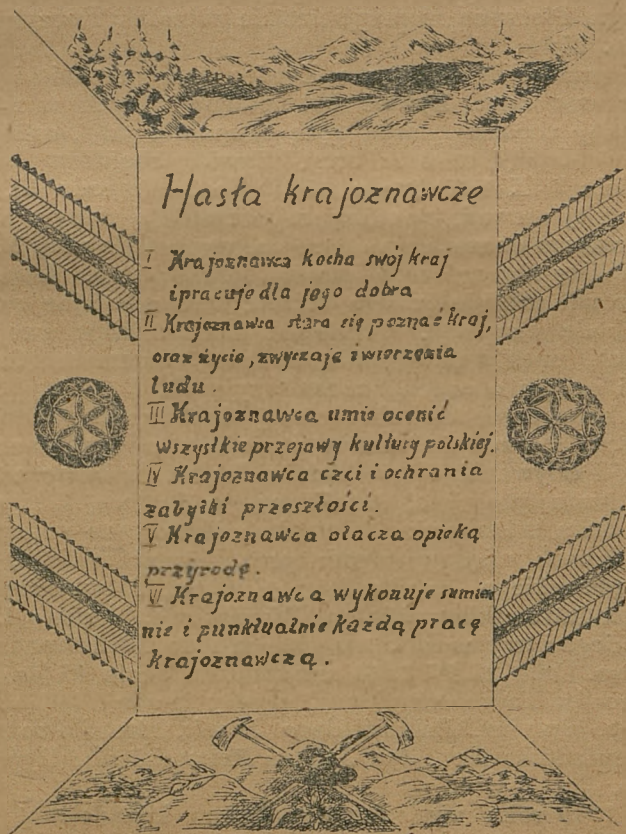 Hasła krajoznawcze
I Krajoznawca kocha swój kraj
i pracuje dla jego dobra
II Krajoznawca stara się poznać kraj,
oraz życie, zwyczaje i wierzenia
ludu.
III Krajoznawca umie ocenić
wszystkie przejawy kultury polskiej.
IV Krajoznawca czci i ochrania
zabytki przeszłości.
V Krajoznawca otacza opieką
przyrodę.
VI Krajoznawca wykonuje sumien
nie i punktualnie każdą pracę
krajoznawczą.